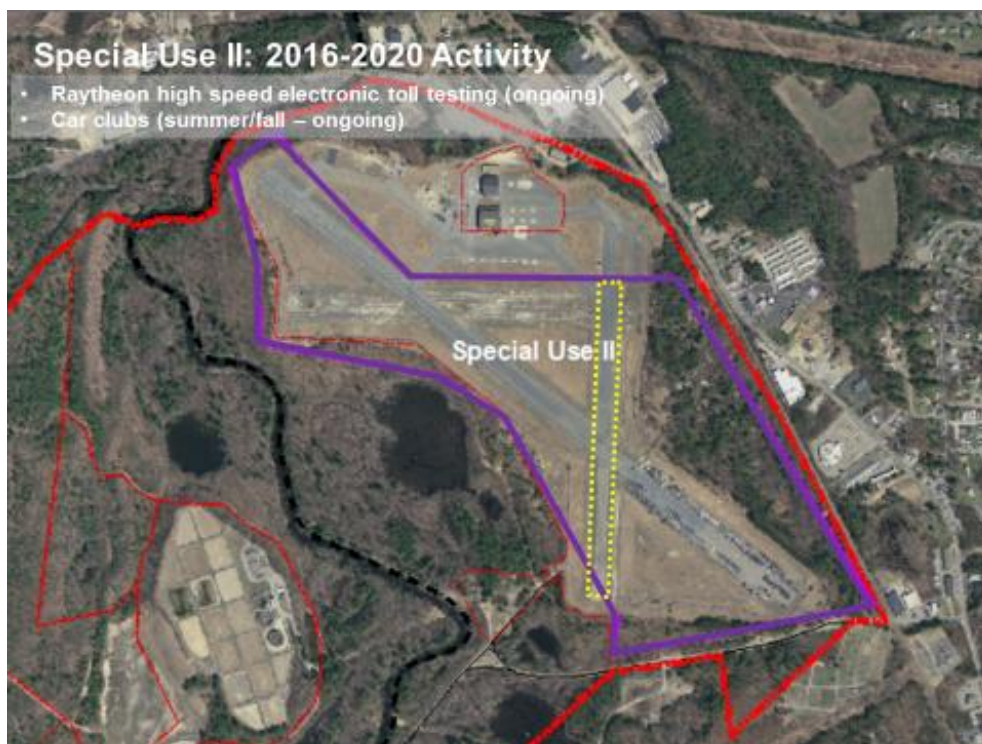 Special Use II: 2016-2020 Activity
• Raytheon high speed electronic toll testing (ongoing)
• Car clubs (summer/fall – ongoing)
Special Use II